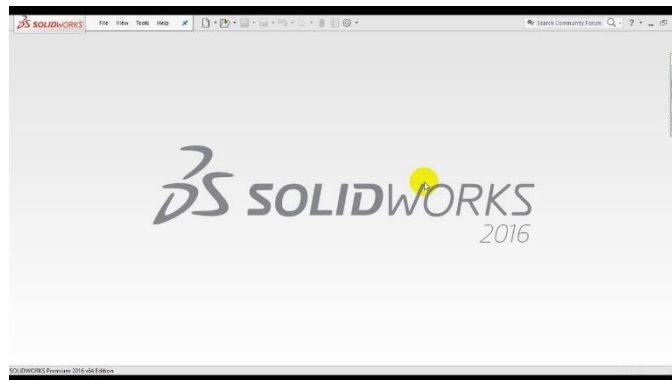 SOLIDWORKS File View Tools Help Search Community Forum ?
SOLIDWORKS
2016
SOLIDWORKS Premium 2016 x64 Edition